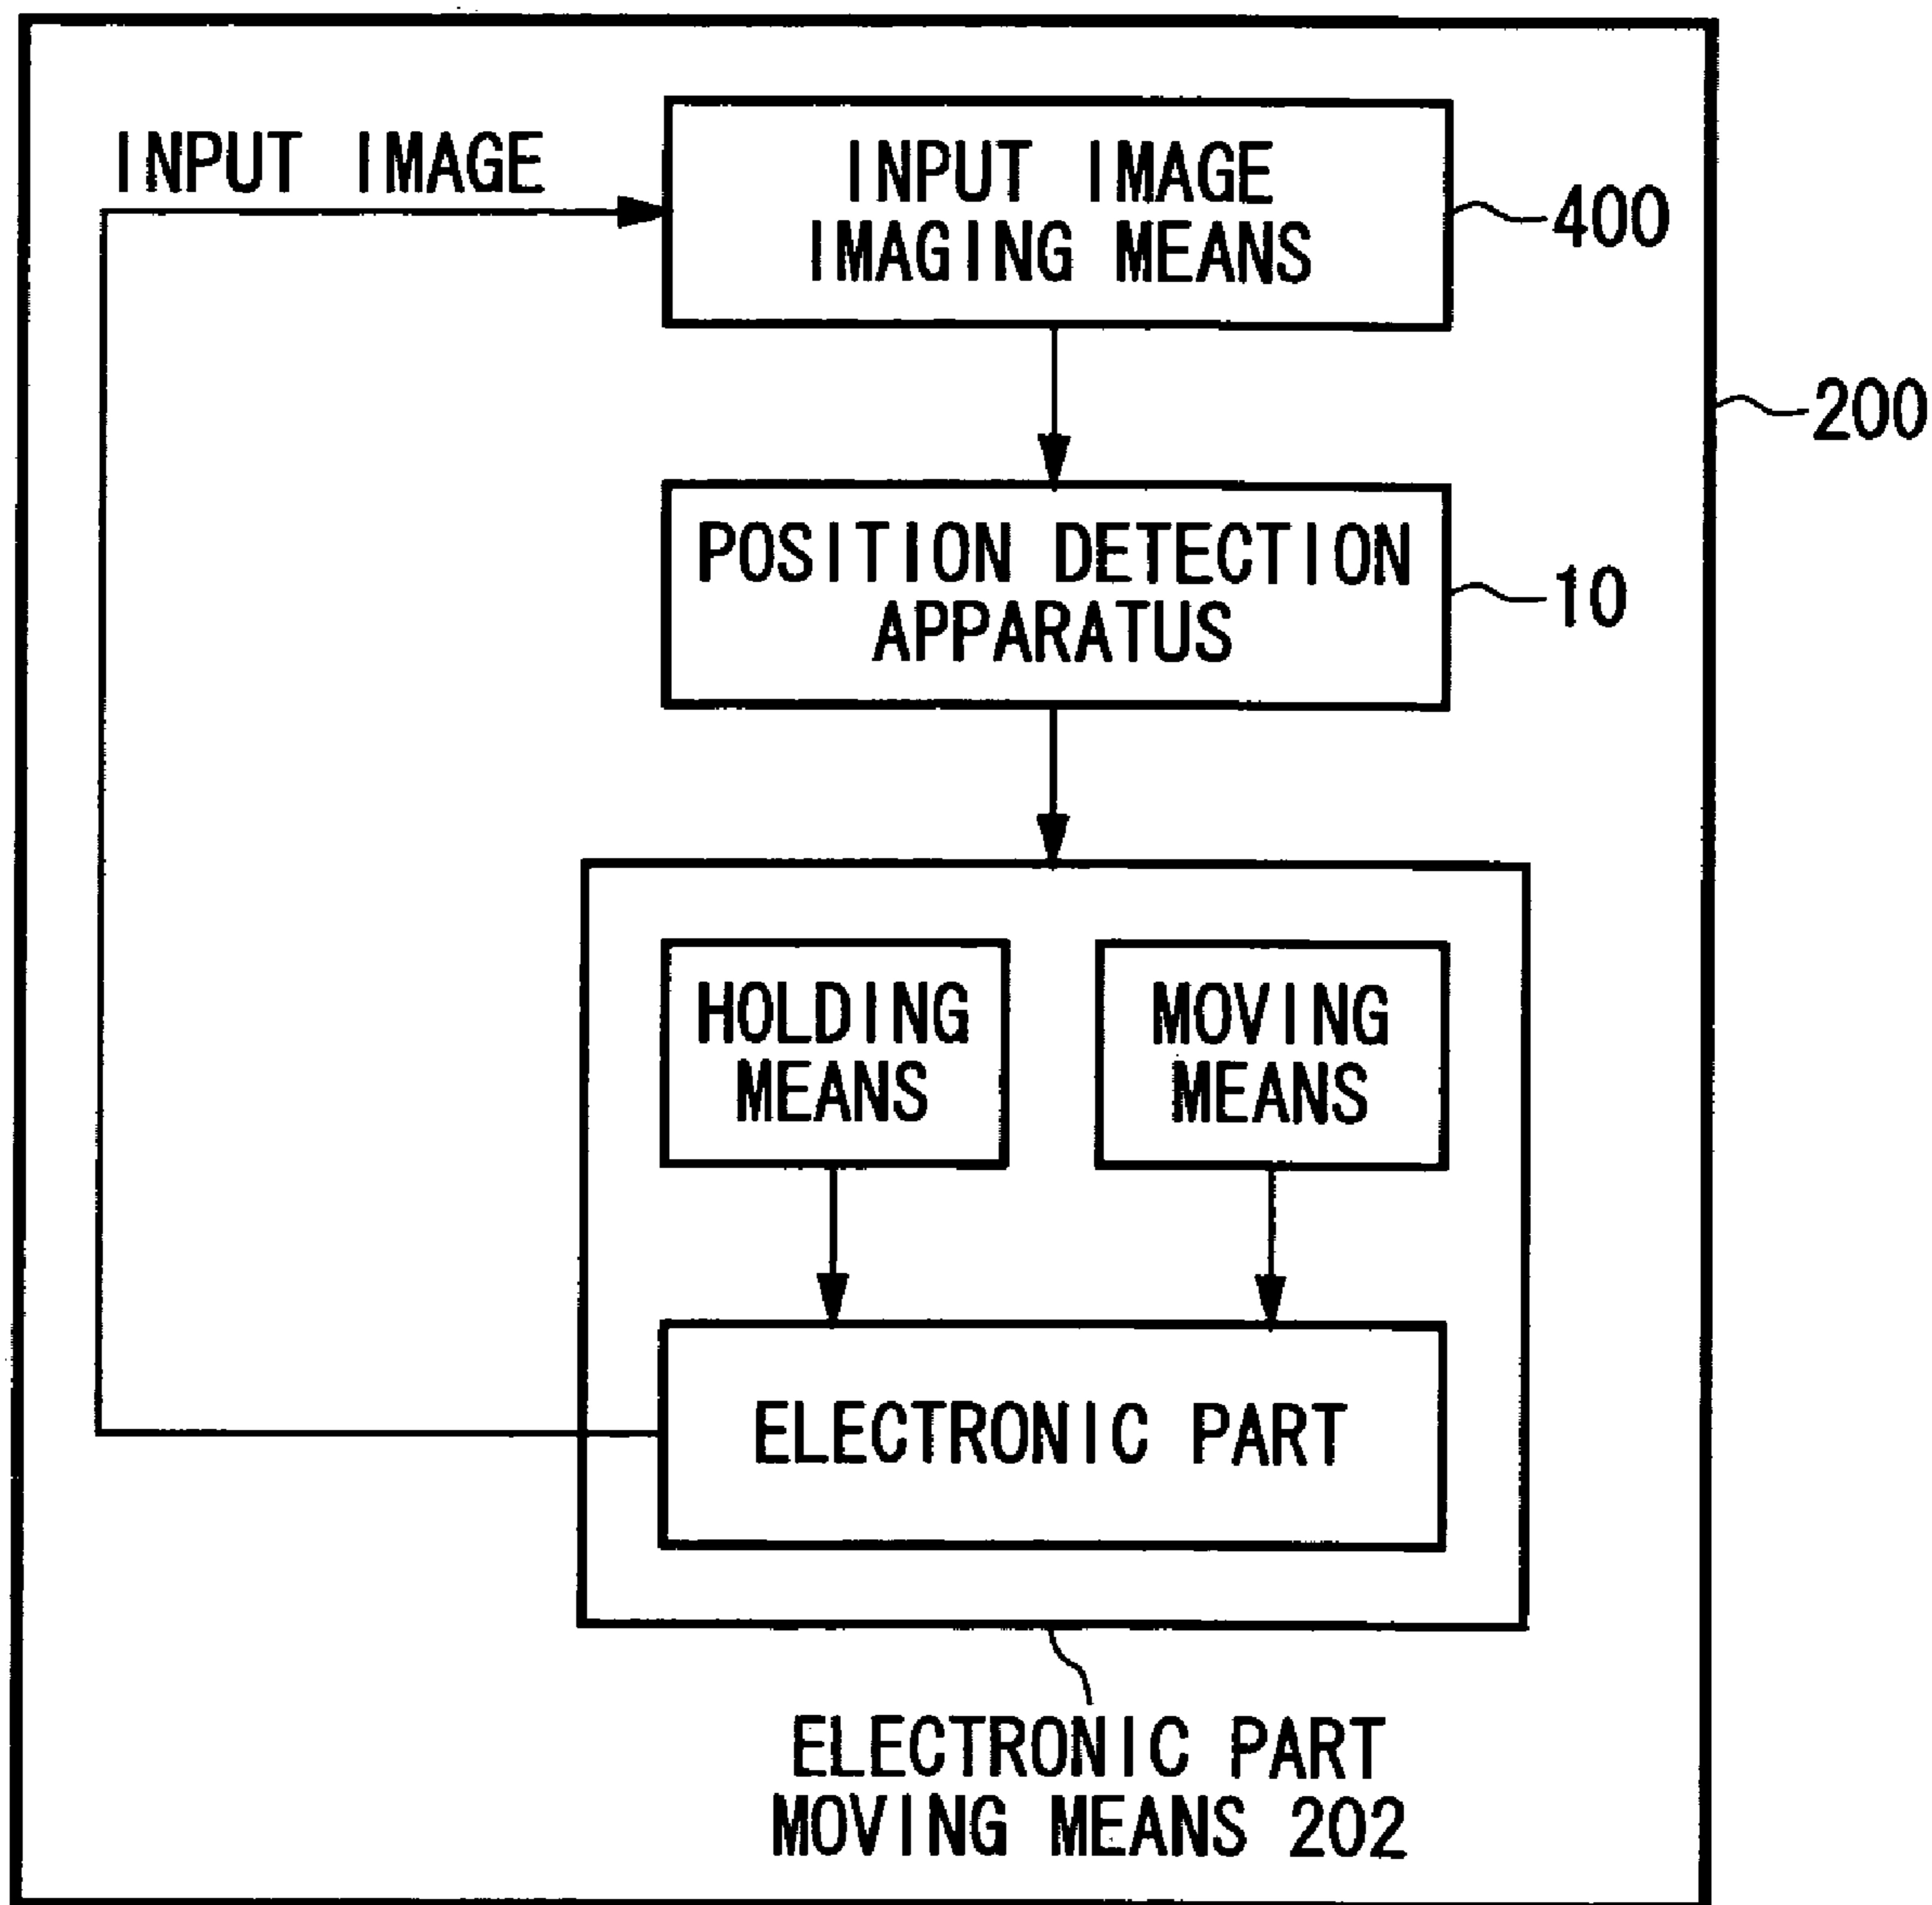 INPUT IMAGE
INPUT IMAGE
IMAGING MEANS
400
200
POSITION DETECTION
APPARATUS
10
HOLDING
MEANS
MOVING
MEANS
ELECTRONIC PART
ELECTRONIC PART
MOVING MEANS 202